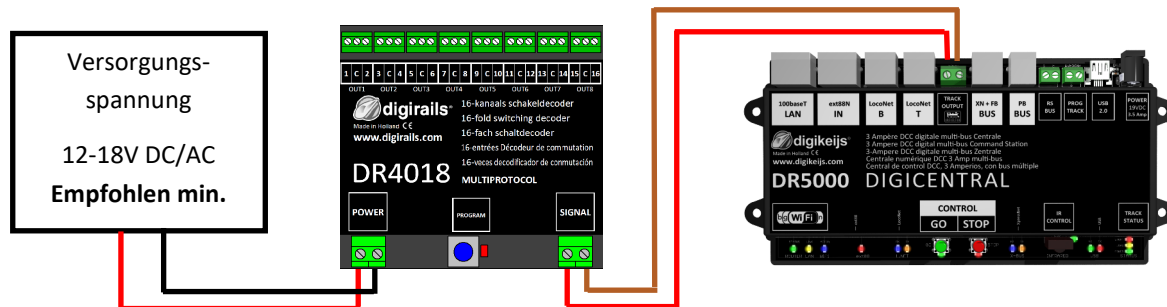 Versorgungs-
spannung
12-18V DC/AC
Empfohlen min.
1 C 2 3 C 4 5 C 6 7 C 8 9 C 10 11 C 12 13 C 14 15 C 16
OUT1 OUT2 OUT3 OUT4 OUT5 OUT6 OUT7 OUT8
digirails®
Made in Holland CE
www.digirails.com
16-kanaals schakeldecoder
16-fold switching decoder
16-fach schaltdecoder
16-entrées Décodeur de commutation
16-veces decodificador de conmutación
DR4018 MULTIPROTOCOL
POWER
PROGRAM
SIGNAL
100baseT
LAN
ext88N
IN
LocoNet
B
LocoNet
T
TRACK
OUTPUT
XN + FB
BUS
PB
BUS
RS
BUS
PROG
TRACK
USB
2.0
POWER
19VDC
3.5 Amp
digikeijs®
Made in Holland CE
www.digikeijs.com
3 Ampère DCC digitale multi-bus Centrale
3 Ampère DCC digital multi-bus Command Station
3-Ampere DCC digitale multi-bus Zentrale
Centrale numérique DCC 3 Amp multi-bus
Central de control DCC, 3 Amperios, con bus múltiple
DR5000 DIGICENTRAL
WiFi
CONTROL
GO STOP
IR
CONTROL
TRACK
STATUS